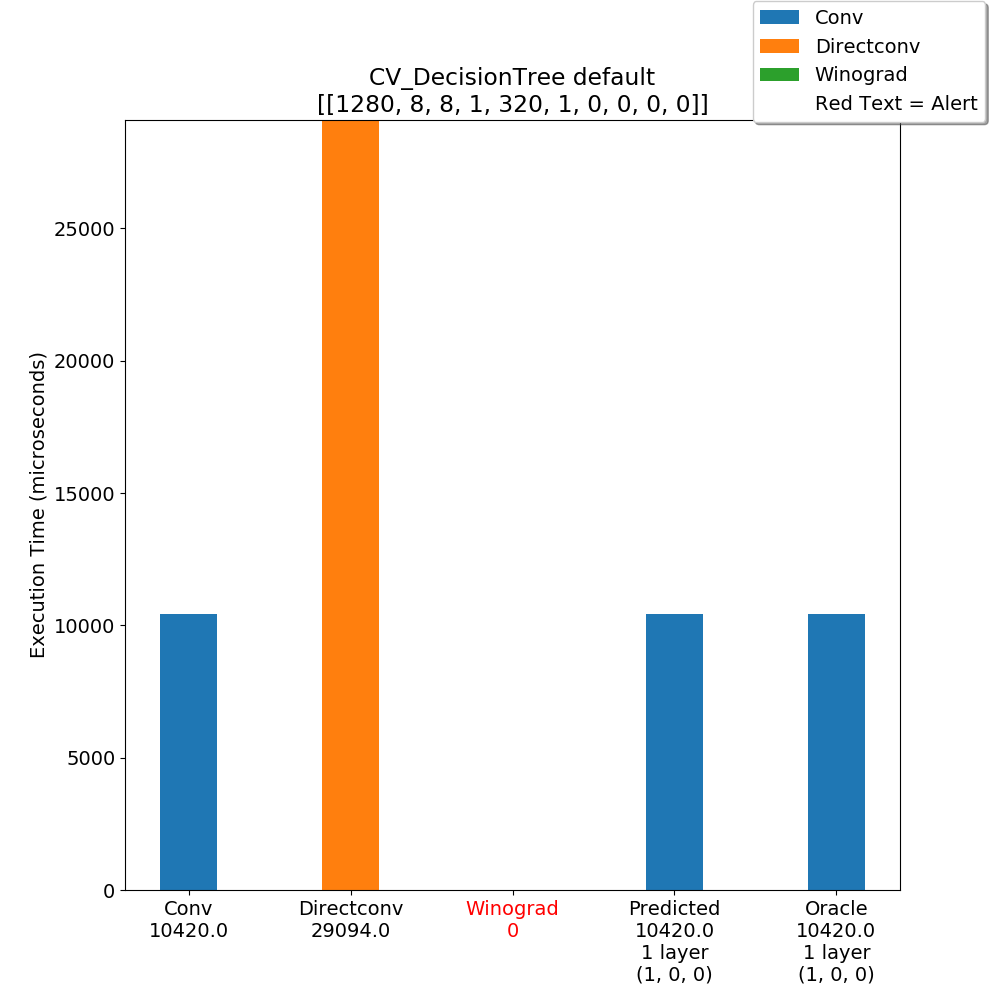 Conv
Directconv
Winograd
Red Text = Alert
CV_DecisionTree default
[[1280, 8, 8, 1, 320, 1, 0, 0, 0, 0]]
Execution Time (microseconds)
25000
20000
15000
10000
5000
0
Conv
10420.0
Directconv
29094.0
Winograd
0
Predicted
10420.0
1 layer
(1, 0, 0)
Oracle
10420.0
1 layer
(1, 0, 0)